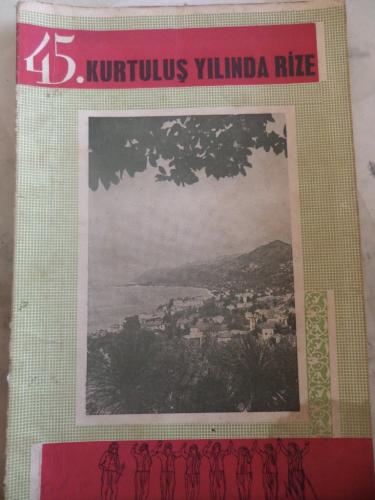 45. KURTULUŞ YILINDA RİZE